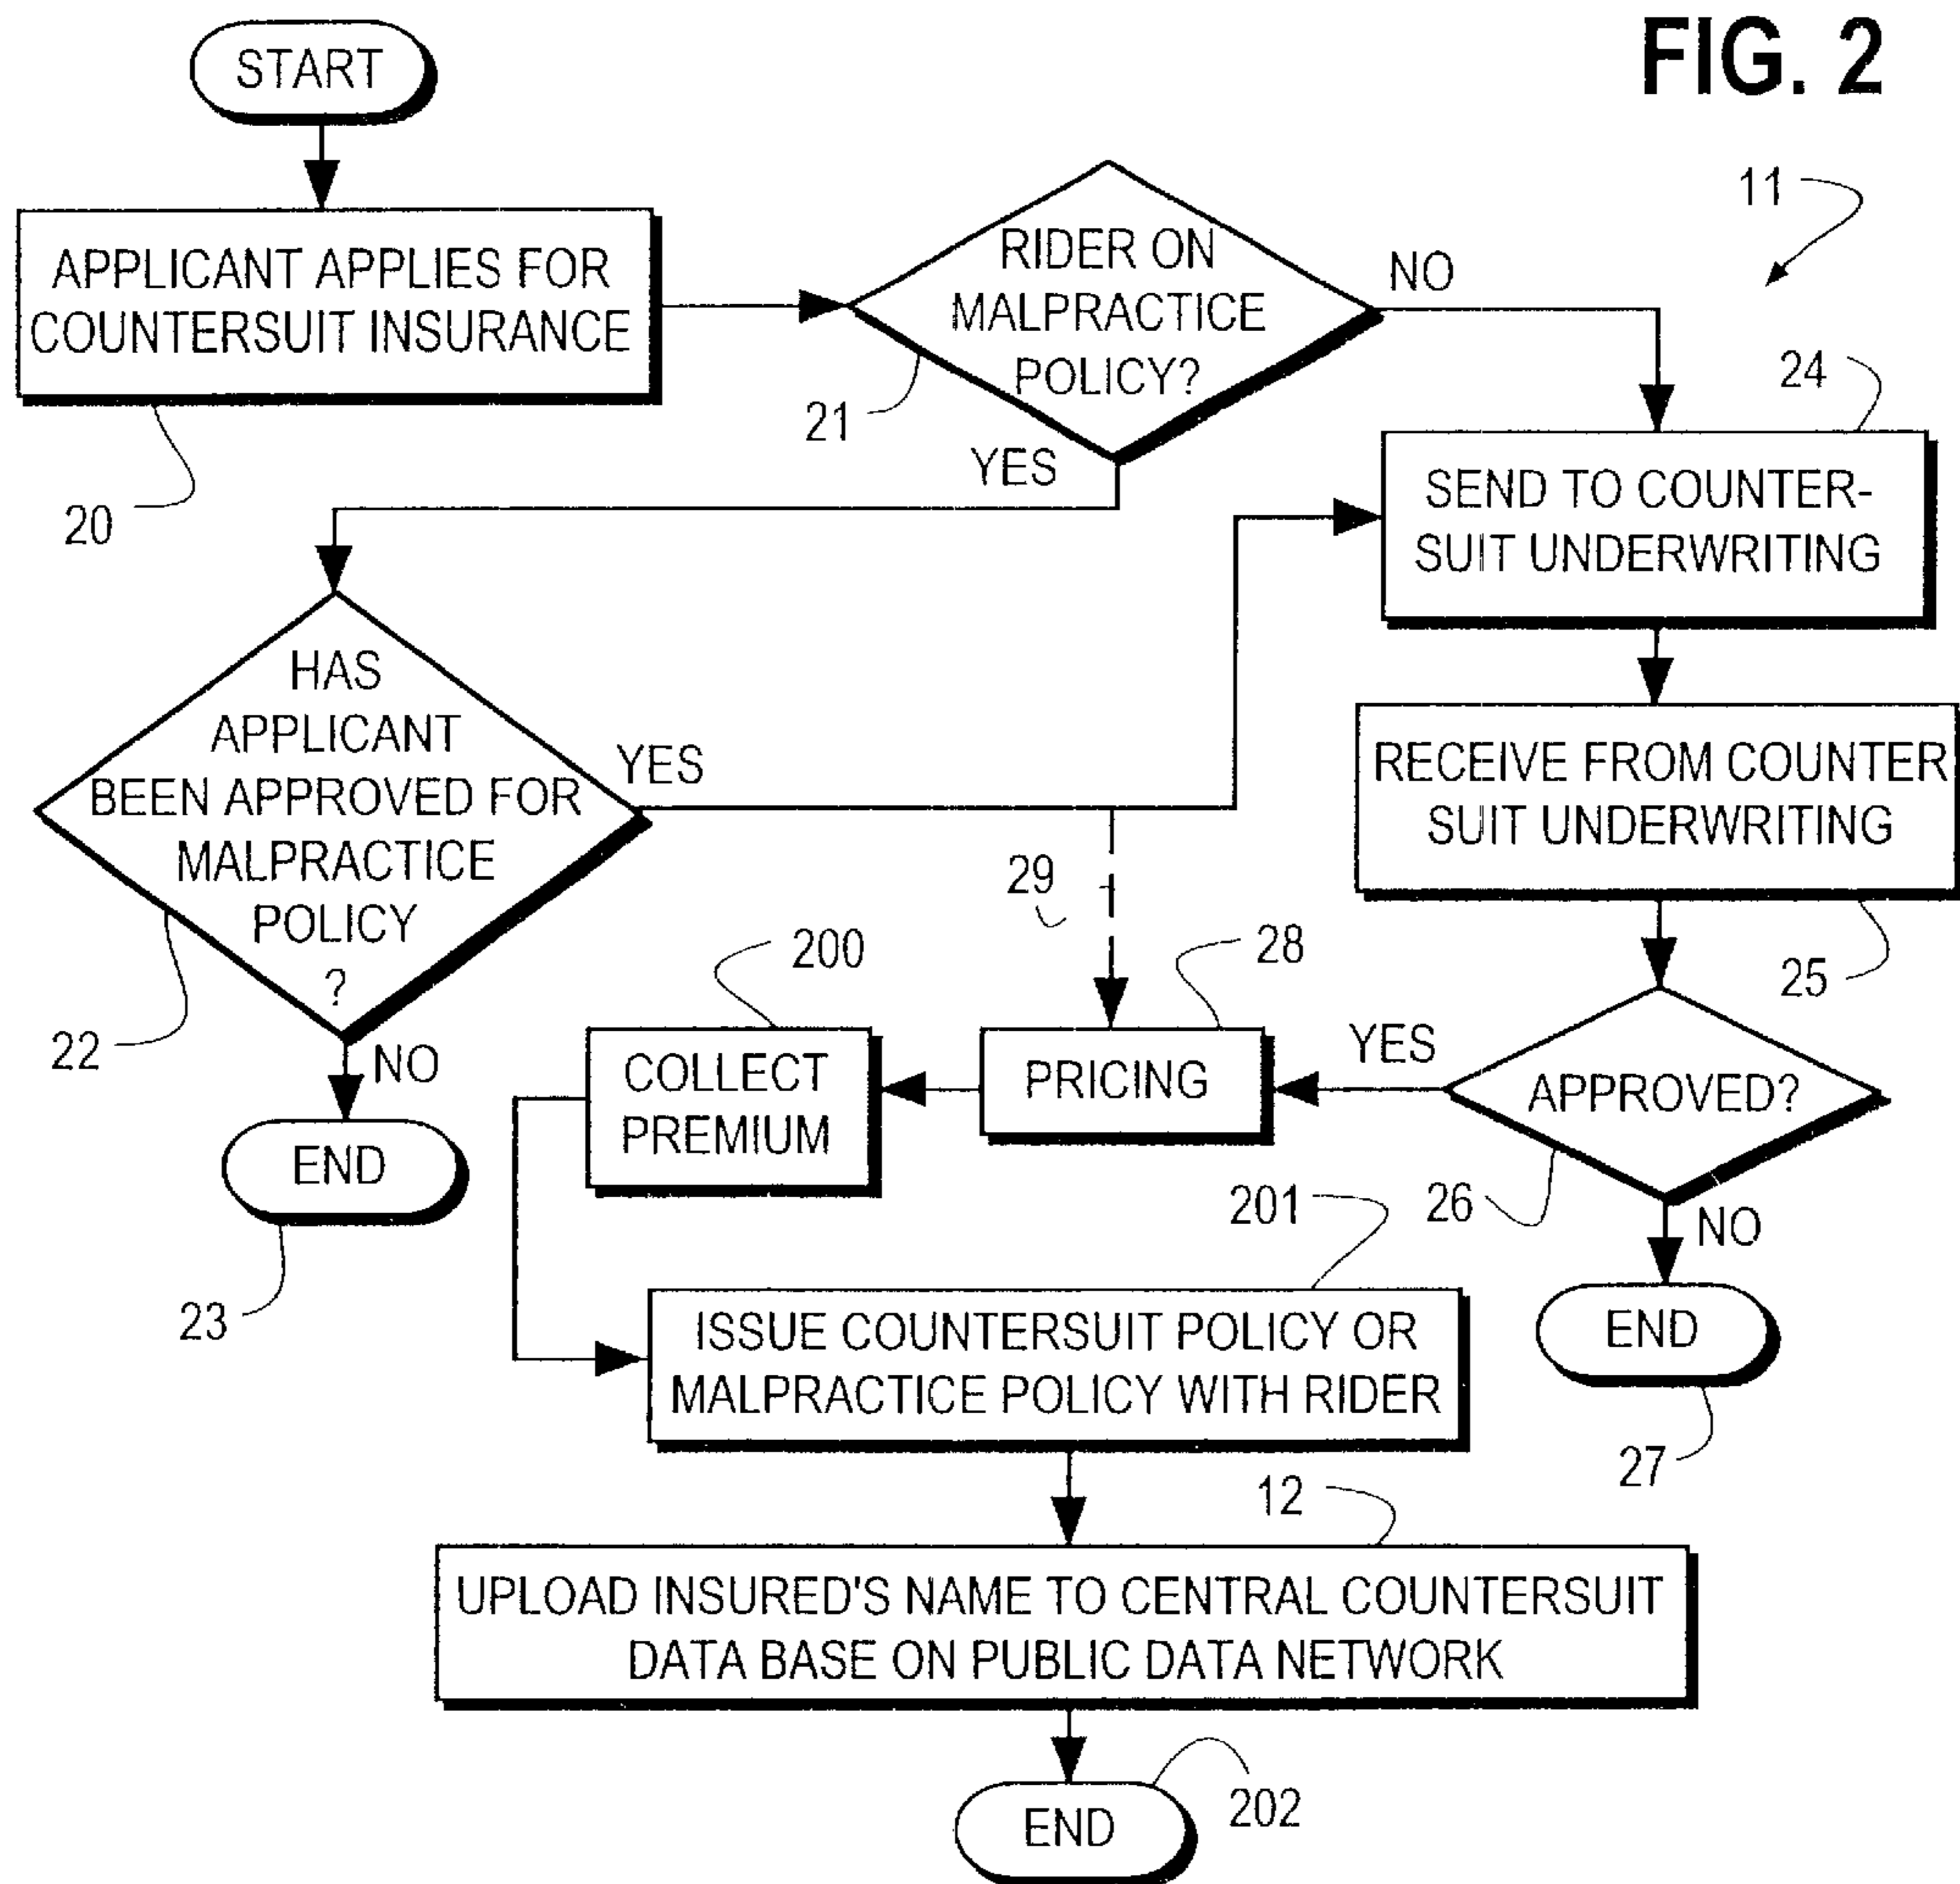 FIG. 2
START
11
APPLICANT APPLIES FOR
COUNTERSUIT INSURANCE
20
RIDER ON
MALPRACTICE
POLICY?
21
NO
YES
24
SEND TO COUNTER-
SUIT UNDERWRITING
HAS
APPLICANT
BEEN APPROVED FOR
MALPRACTICE
POLICY
?
22
YES
NO
END
23
29
RECEIVE FROM COUNTER
SUIT UNDERWRITING
25
APPROVED?
26
YES
NO
END
27
28
PRICING
200
COLLECT
PREMIUM
201
ISSUE COUNTERSUIT POLICY OR
MALPRACTICE POLICY WITH RIDER
12
UPLOAD INSURED'S NAME TO CENTRAL COUNTERSUIT
DATA BASE ON PUBLIC DATA NETWORK
END
202